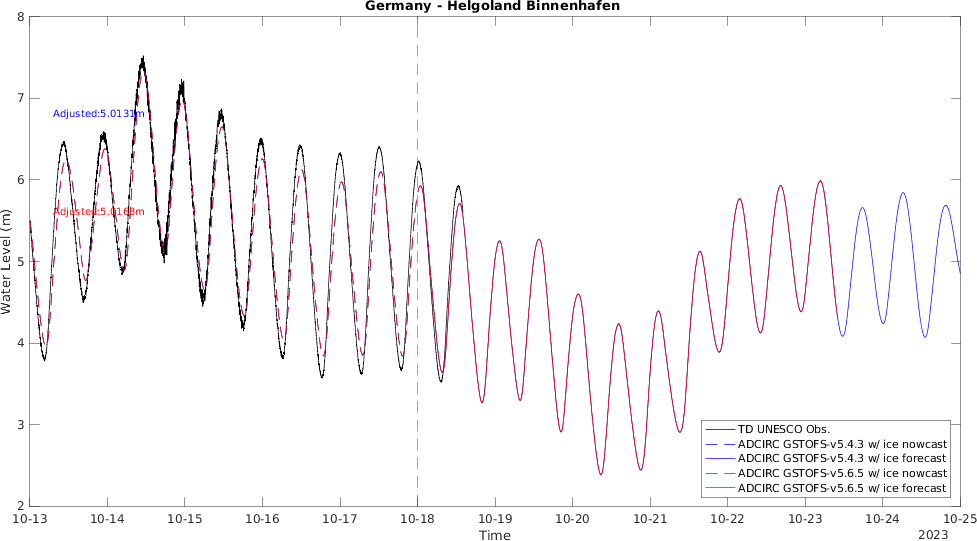 Germany - Helgoland Binnenhafen
8
7
6
5
4
3
2
Water Level (m)
Adjusted:5.0131m
Adjusted:5.0168m
TD UNESCO Obs.
ADCIRC GSTOFS-v5.4.3 w/ ice nowcast
ADCIRC GSTOFS-v5.4.3 w/ ice forecast
ADCIRC GSTOFS-v5.6.5 w/ ice nowcast
ADCIRC GSTOFS-v5.6.5 w/ ice forecast
10-13 10-14 10-15 10-16 10-17 10-18 10-19 10-20 10-21 10-22 10-23 10-24 10-25
Time
2023